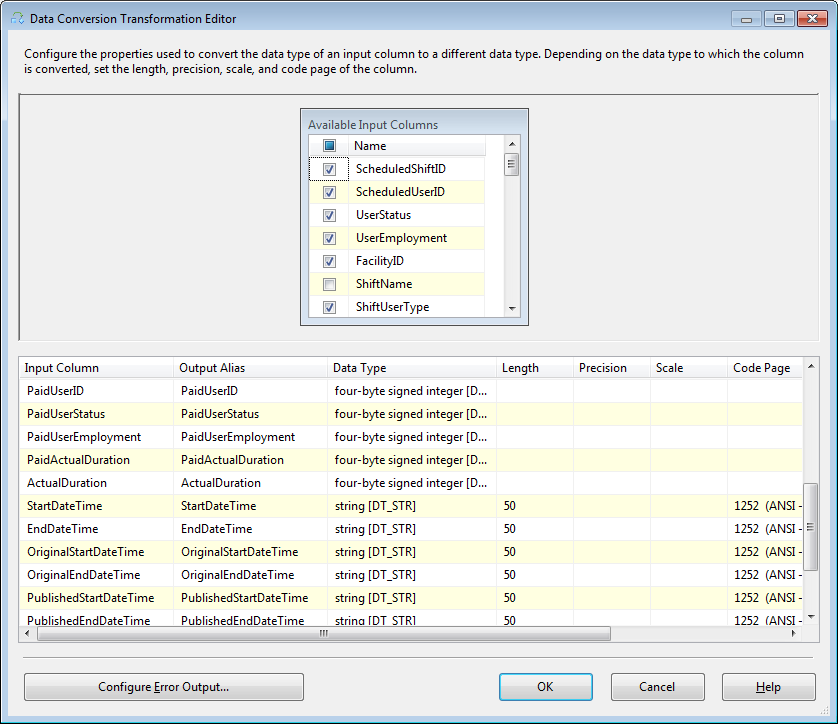 Data Conversion Transformation Editor
Configure the properties used to convert the data type of an input column to a different data type. Depending on the data type to which the column
is converted, set the length, precision, scale, and code page of the column.
Available Input Columns
Name
ScheduledShiftID
ScheduledUserID
UserStatus
UserEmployment
FacilityID
ShiftName
ShiftUserType
Input Column Output Alias Data Type Length Precision Scale Code Page
PaidUserID PaidUserID four-byte signed integer [D...
PaidUserStatus PaidUserStatus four-byte signed integer [D...
PaidUserEmployment PaidUserEmployment four-byte signed integer [D...
PaidActualDuration PaidActualDuration four-byte signed integer [D...
ActualDuration ActualDuration four-byte signed integer [D...
StartDateTime StartDateTime string [DT_STR] 50 1252 (ANSI -
EndDateTime EndDateTime string [DT_STR] 50 1252 (ANSI -
OriginalStartDateTime OriginalStartDateTime string [DT_STR] 50 1252 (ANSI -
OriginalEndDateTime OriginalEndDateTime string [DT_STR] 50 1252 (ANSI -
PublishedStartDateTime PublishedStartDateTime string [DT_STR] 50 1252 (ANSI -
PublishedEndDateTime PublishedEndDateTime string [DT_STR] 50 1252 (ANSI -
Configure Error Output... OK Cancel Help